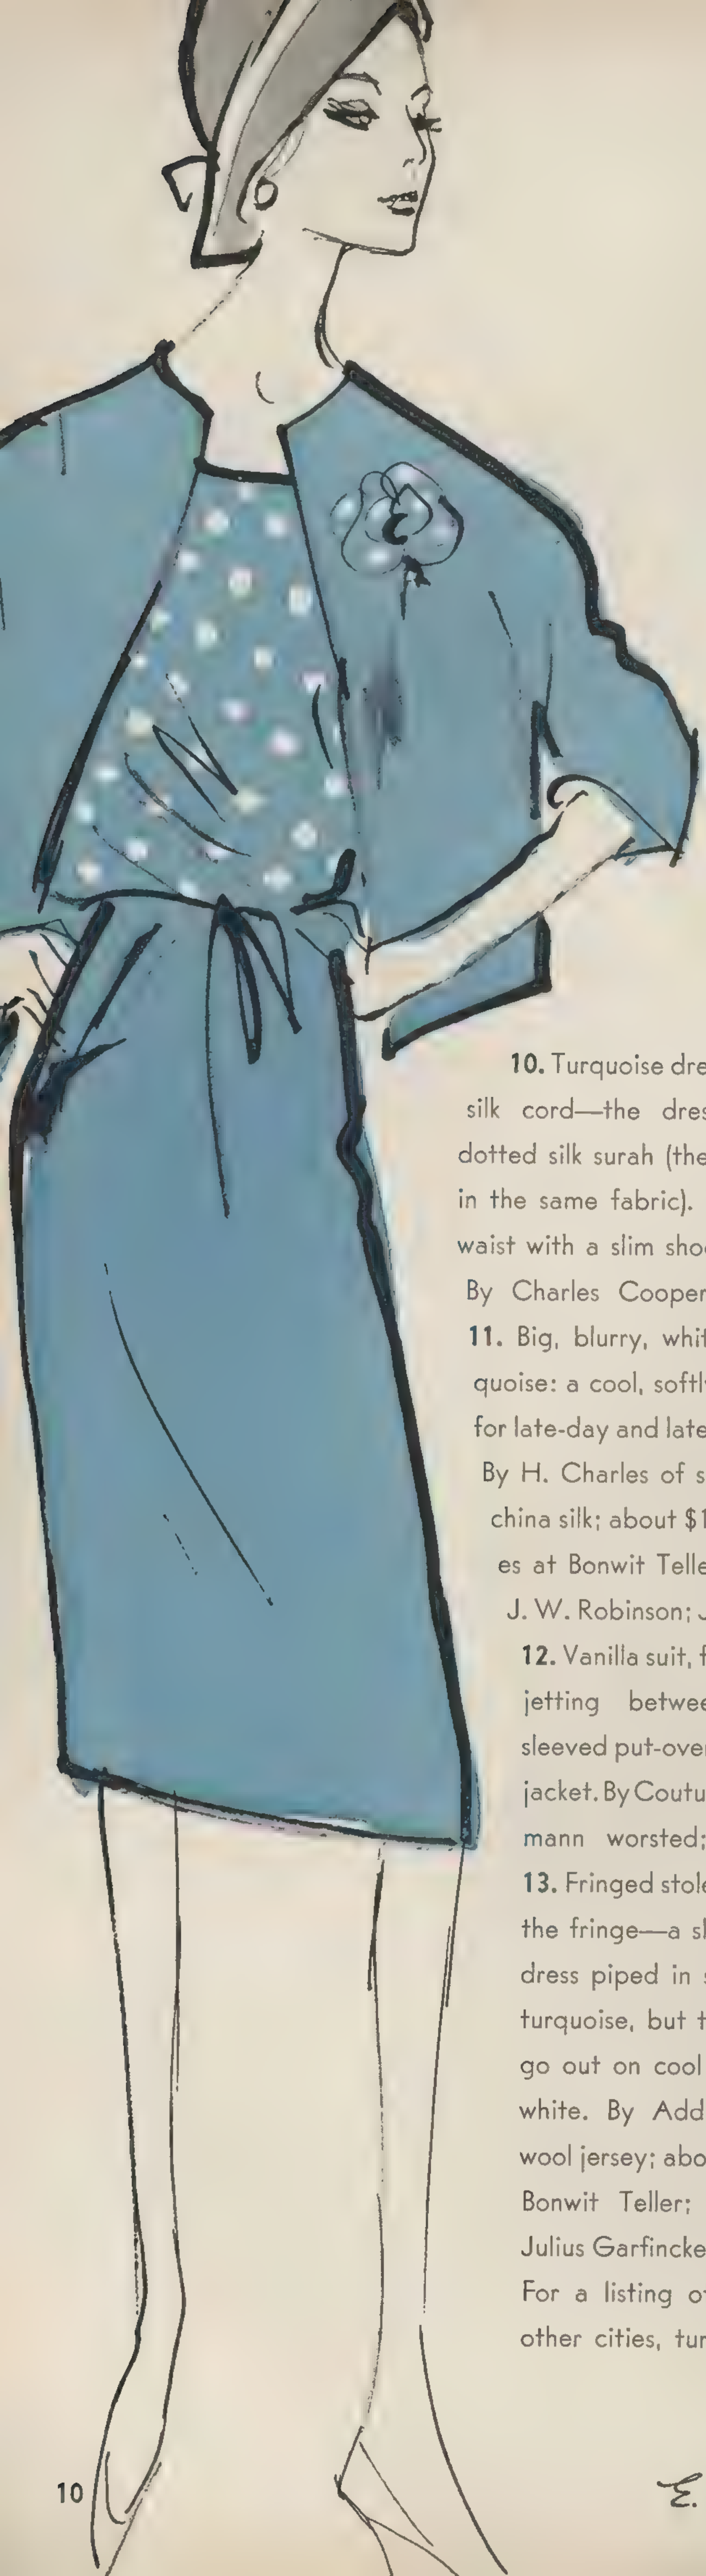 10. Turquoise dre
silk cord—the dres
dotted silk surah (the
in the same fabric).
waist with a slim shoe
By Charles Cooper
11. Big, blurry, whit
quoise: a cool, softl
for late-day and late
By H. Charles of s
china silk; about $1
es at Bonwit Telle
J. W. Robinson; J
12. Vanilla suit, f
jetting betwee
sleeved put-over
jacket. By Coutu
mann worsted;
13. Fringed stole
the fringe—a sl
dress piped in s
turquoise, but t
go out on cool
white. By Add
wool jersey; abo
Bonwit Teller;
Julius Garfincke
For a listing of
other cities, tur
10
E.